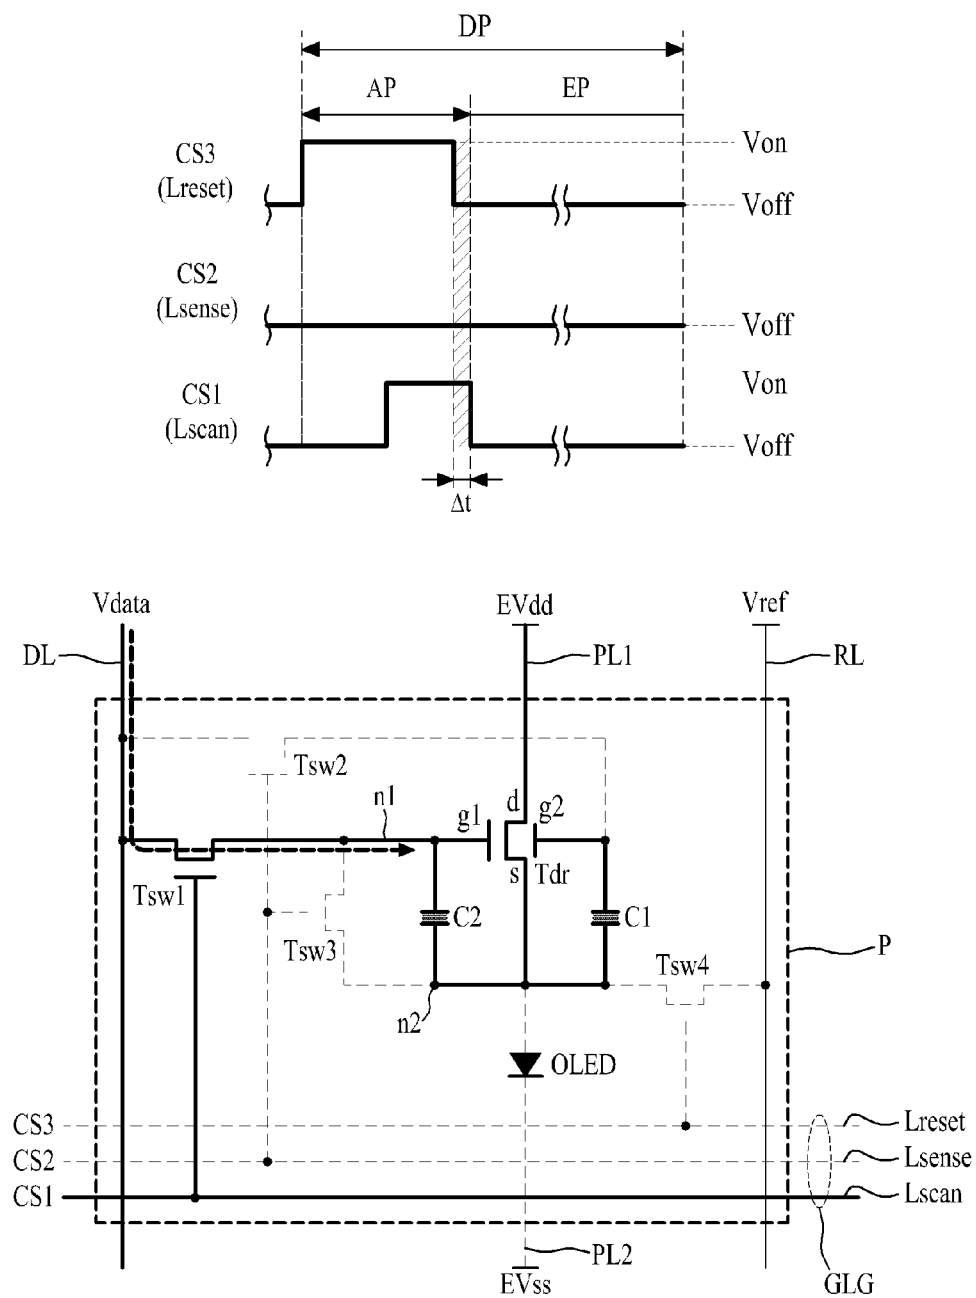 DP
AP
EP
CS3
(Lreset)
Von
Voff
CS2
(Lsense)
Voff
CS1
(Lscan)
Von
Voff
Δt
Vdata
EVdd
Vref
DL
PL1
RL
Tsw2
n1
g1
d
g2
s
Tdr
Tsw1
C2
C1
Tsw3
Tsw4
P
n2
OLED
CS3
Lreset
CS2
Lsense
CS1
Lscan
PL2
EVss
GLG